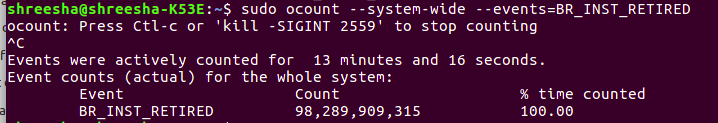 shreesha@shreesha-K53E:~$ sudo ocount --system-wide --events=BR_INST_RETIRED
ocount: Press Ctl-c or 'kill -SIGINT 2559' to stop counting
^C
Events were actively counted for  13 minutes and 16 seconds.
Event counts (actual) for the whole system:
Event Count % time counted
BR_INST_RETIRED 98,289,909,315 100.00